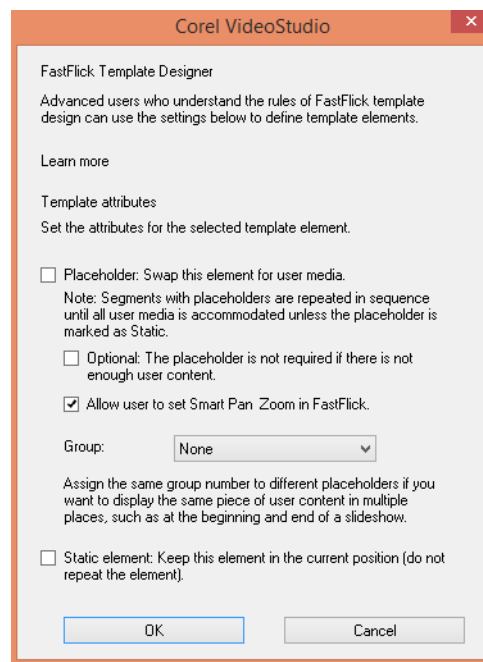 Corel VideoStudio
FastFlick Template Designer
Advanced users who understand the rules of FastFlick template
design can use the settings below to define template elements.
Learn more
Template attributes
Set the attributes for the selected template element.
Placeholder: Swap this element for user media.
Note: Segments with placeholders are repeated in sequence
until all user media is accommodated unless the placeholder is
marked as Static.
Optional: The placeholder is not required if there is not
enough user content.
Allow user to set Smart Pan Zoom in FastFlick.
Group:
None
Assign the same group number to different placeholders if you
want to display the same piece of user content in multiple
places, such as at the beginning and end of a slideshow.
Static element: Keep this element in the current position (do not
repeat the element).
OK
Cancel